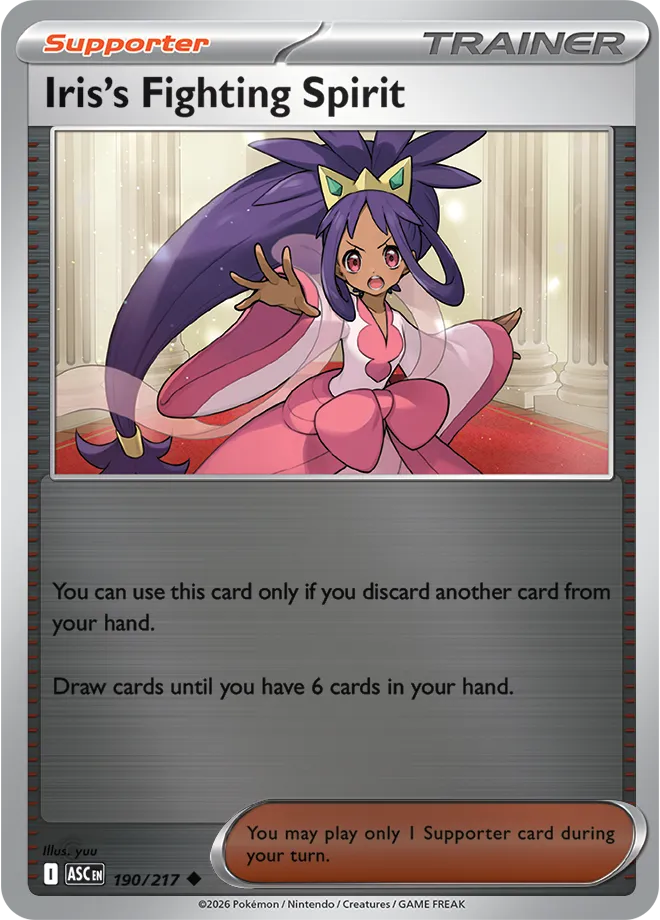 Supporter TRAINER
Iris's Fighting Spirit
You can use this card only if you discard another card from
your hand.
Draw cards until you have 6 cards in your hand.
You may play only 1 Supporter card during
your turn.
Illus. yuu
I ASC EN 190/217 ◆
©2026 Pokémon / Nintendo / Creatures / GAME FREAK